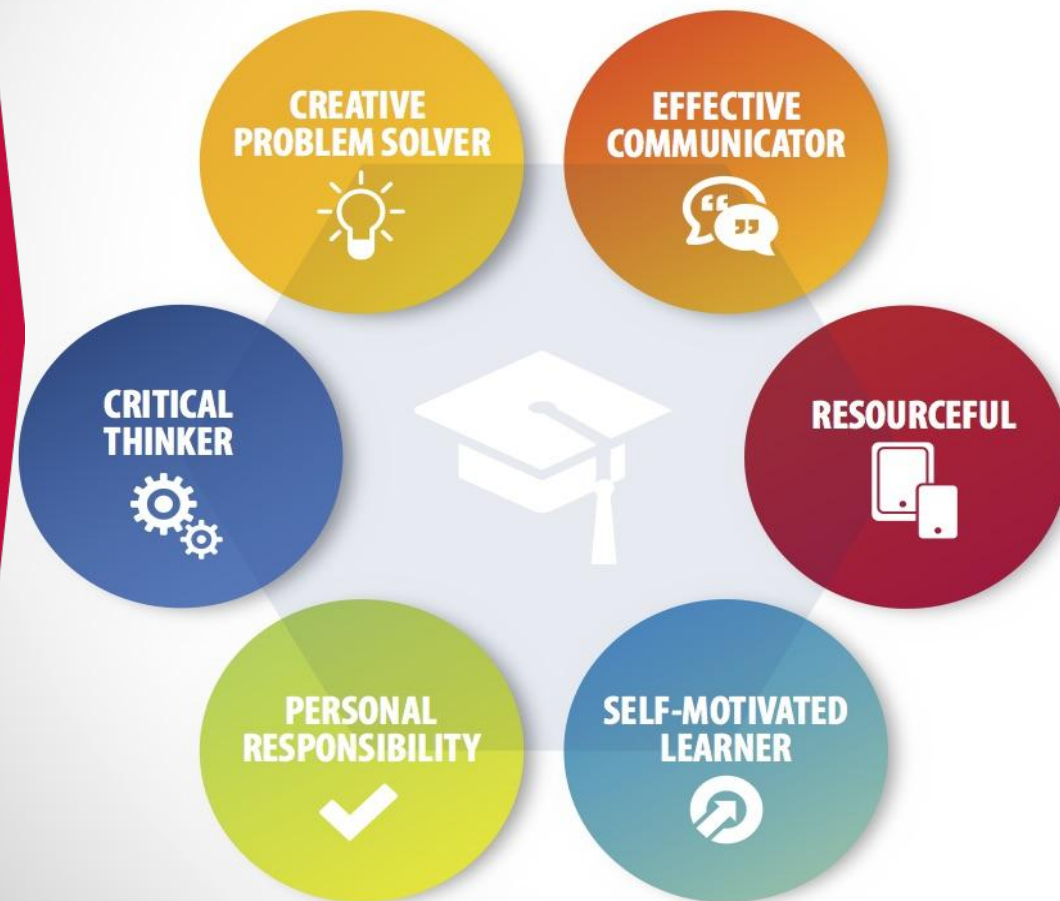 CREATIVE
PROBLEM SOLVER
EFFECTIVE
COMMUNICATOR
CRITICAL
THINKER
RESOURCEFUL
PERSONAL
RESPONSIBILITY
SELF-MOTIVATED
LEARNER